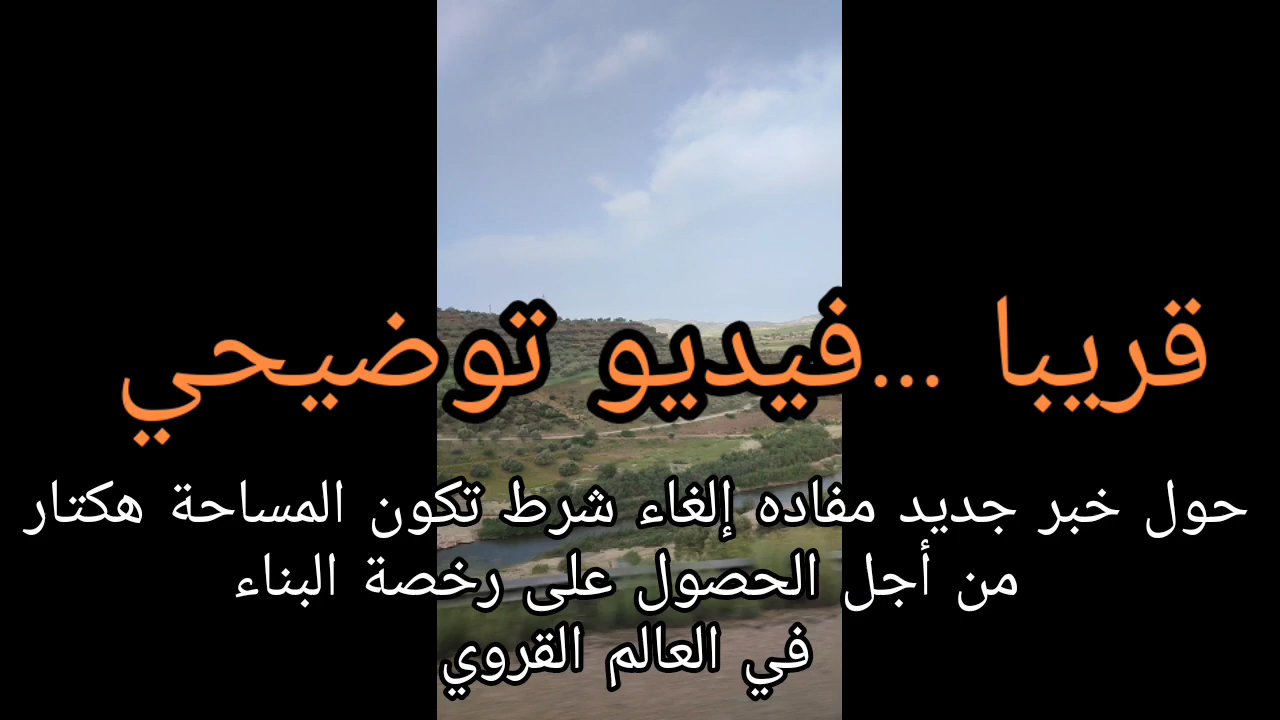 قريبا ...فيديو توضيحي
حول خبر جديد مفاده إلغاء شرط تكون المساحة هكتار
من أجل الحصول على رخصة البناء
في العالم القروي